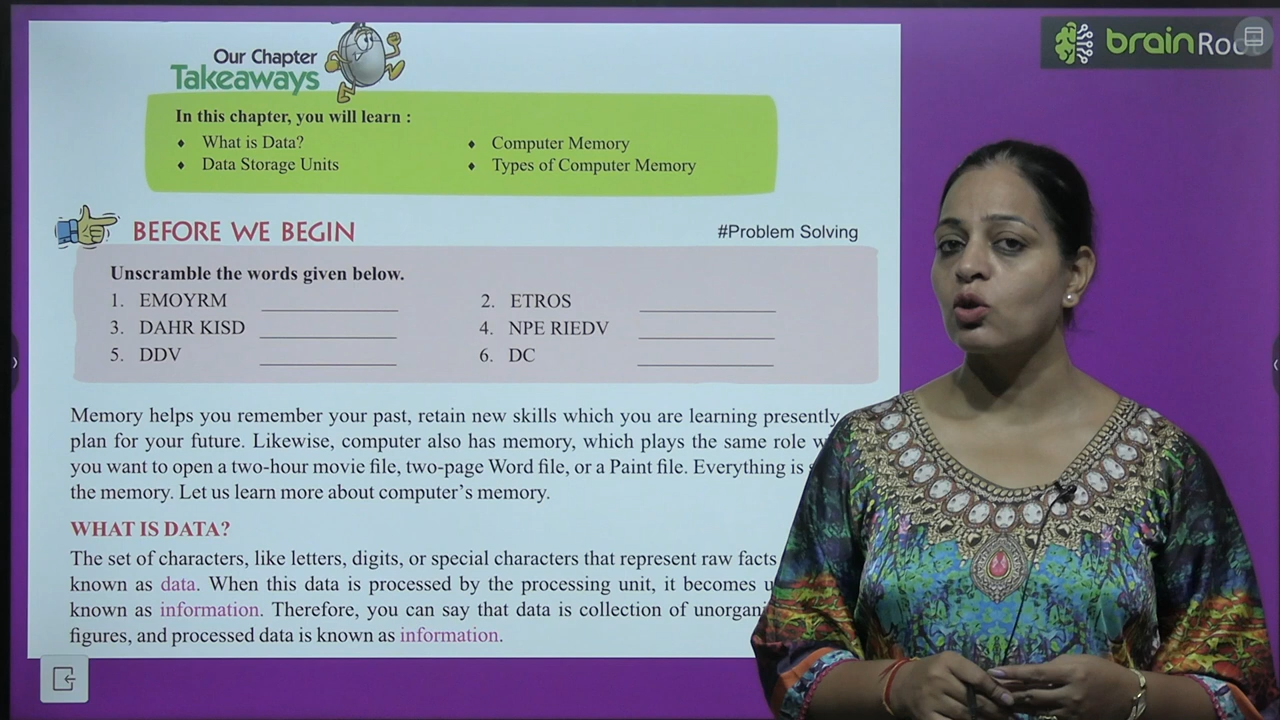 Our Chapter
Takeaways
brainRoot
In this chapter, you will learn :
♦ What is Data?
♦ Computer Memory
♦ Data Storage Units
♦ Types of Computer Memory
BEFORE WE BEGIN
#Problem Solving
Unscramble the words given below.
1. EMOYRM
2. ETROS
3. DAHR KISD
4. NPE RIEDV
5. DDV
6. DC
Memory helps you remember your past, retain new skills which you are learning presently
plan for your future. Likewise, computer also has memory, which plays the same role
you want to open a two-hour movie file, two-page Word file, or a Paint file. Everything is
the memory. Let us learn more about computer's memory.
WHAT IS DATA?
The set of characters, like letters, digits, or special characters that represent raw facts
known as data. When this data is processed by the processing unit, it becomes
known as information. Therefore, you can say that data is collection of
figures, and processed data is known as information.